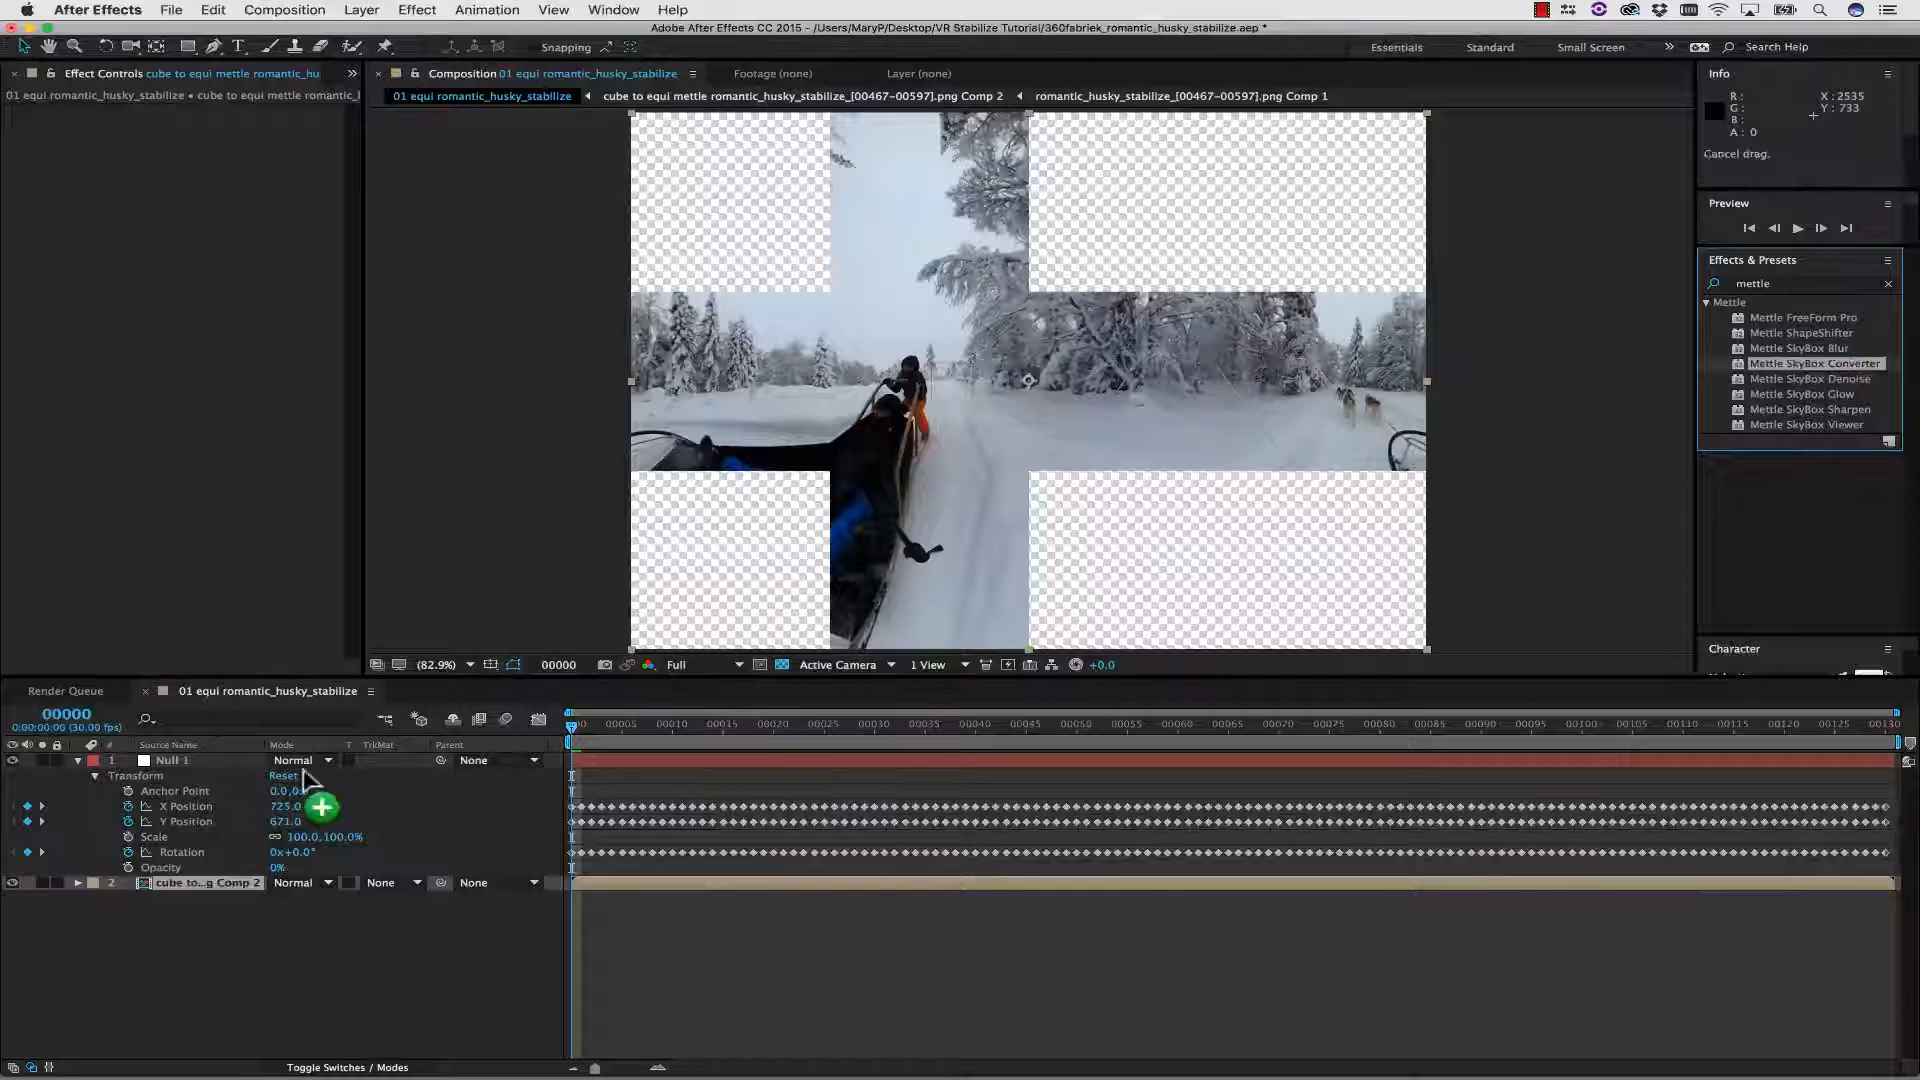 After Effects File Edit Composition Layer Effect Animation View Window Help
Adobe After Effects CC 2015 - /Users/MaryP/Desktop/VR Stabilize Tutorial/360fabriek_romantic_husky_stabilize.aep *
Snapping Essentials Standard Small Screen Search Help
Effect Controls cube to equi mettle romantic_hu
Composition 01 equi romantic_husky_stabilize Footage (none) Layer (none)
Info
01 equi romantic_husky_stabilize • cube to equi mettle romantic_l
01 equi romantic_husky_stabilize cube to equi mettle romantic_husky_stabilize_[00467-00597].png Comp 2 romantic_husky_stabilize_[00467-00597].png Comp 1
R : X : 2535
G : Y : 733
B :
A : 0
Cancel drag.
Preview
Effects & Presets
mettle
Mettle
Mettle FreeForm Pro
Mettle ShapeShifter
Mettle SkyBox Blur
Mettle SkyBox Converter
Mettle SkyBox Denoise
Mettle SkyBox Glow
Mettle SkyBox Sharpen
Mettle SkyBox Viewer
Character
(82.9%) 00000 Full Active Camera 1 View +0.0
Render Queue 01 equi romantic_husky_stabilize
00000
0:00:00:00 (30.00 fps)
00005 00010 00015 00020 00025 00030 00035 00040 00045 00050 00055 00060 00065 00070 00075 00080 00085 00090 00095 00100 00105 00110 00115 00120 00125 00130
# Source Name Mode T TrkMat Parent
1 Null 1 Normal None
Transform Reset
Anchor Point 0.0,0.
X Position 725.0
Y Position 671.0
Scale 100.0,100.0%
Rotation 0x+0.0°
Opacity 0%
2 cube to...g Comp 2 Normal None None
Toggle Switches / Modes